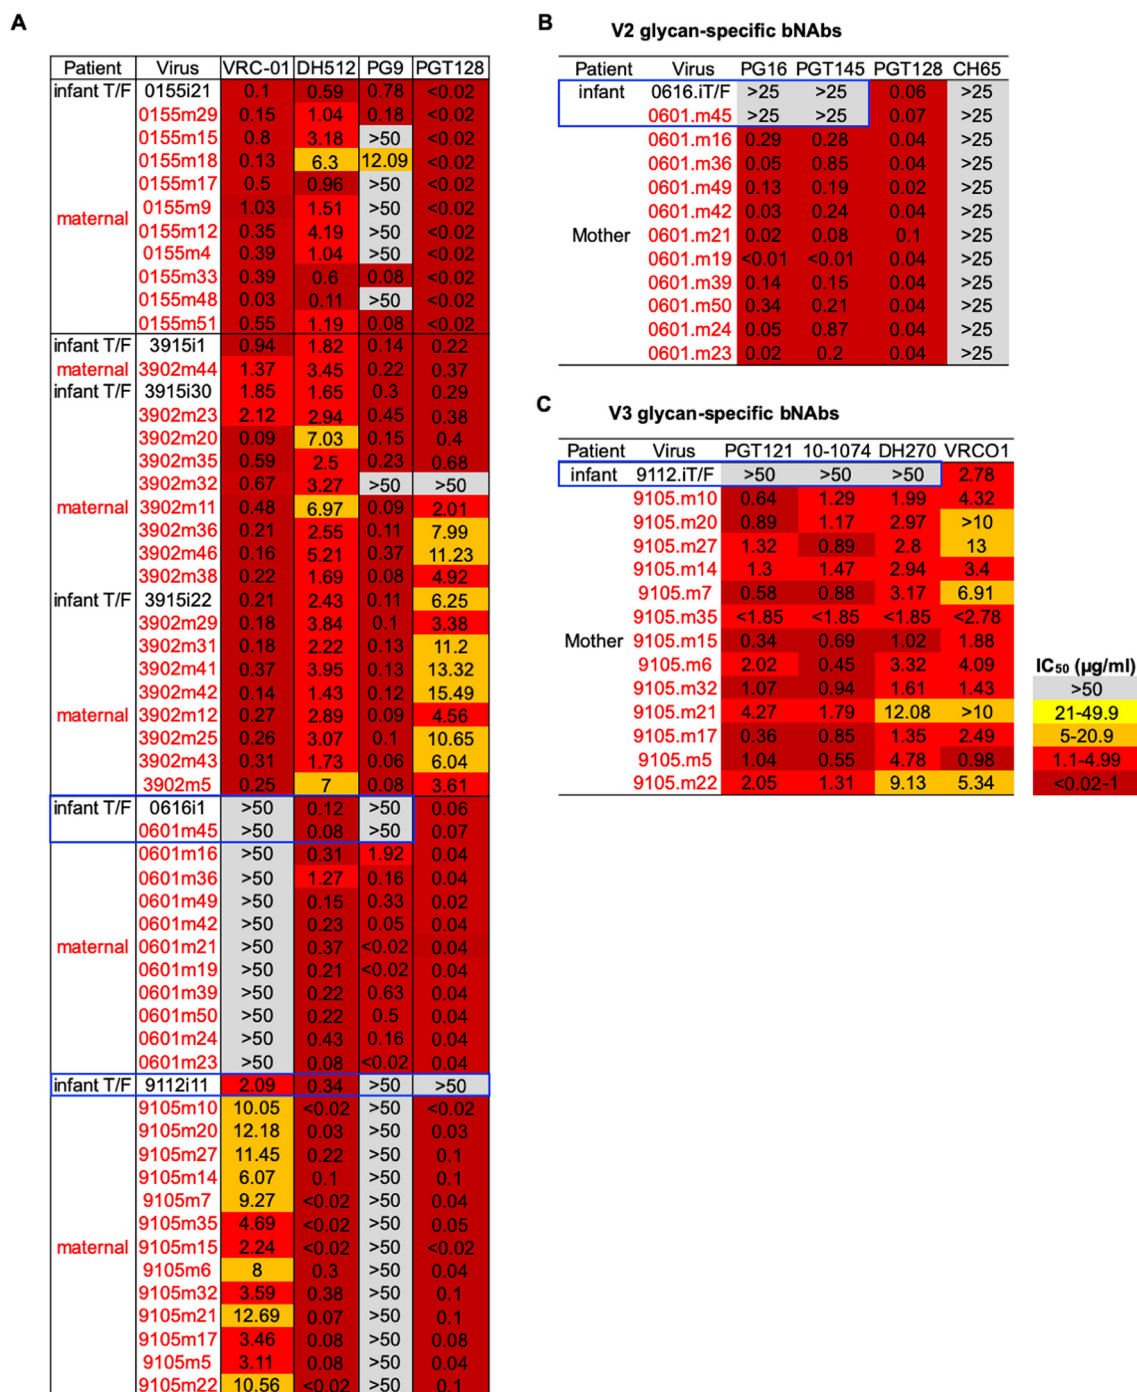 A
Patient Virus VRC-01 DH512 PG9 PGT128
infant T/F 0155i21 0.1 0.59 0.78 <0.02
0155m29 0.15 1.04 0.18 <0.02
0155m15 0.8 3.18 >50 <0.02
0155m18 0.13 6.3 12.09 <0.02
0155m17 0.5 0.96 >50 <0.02
0155m9 1.03 1.51 >50 <0.02
maternal
0155m12 0.35 4.19 >50 <0.02
0155m4 0.39 1.04 >50 <0.02
0155m33 0.39 0.6 0.08 <0.02
0155m48 0.03 0.11 >50 <0.02
0155m51 0.55 1.19 0.08 <0.02
infant T/F 3915i1 0.94 1.82 0.14 0.22
maternal 3902m44 1.37 3.45 0.22 0.37
infant T/F 3915i30 1.85 1.65 0.3 0.29
3902m23 2.12 2.94 0.45 0.38
3902m20 0.09 7.03 0.15 0.4
3902m35 0.59 2.5 0.23 0.68
3902m32 0.67 3.27 >50 >50
maternal 3902m11 0.48 6.97 0.09 2.01
3902m36 0.21 2.55 0.11 7.99
3902m46 0.16 5.21 0.37 11.23
3902m38 0.22 1.69 0.08 4.92
infant T/F 3915i22 0.21 2.43 0.11 6.25
3902m29 0.18 3.84 0.1 3.38
3902m31 0.18 2.22 0.13 11.2
3902m41 0.37 3.95 0.13 13.32
3902m42 0.14 1.43 0.12 15.49
maternal 3902m12 0.27 2.89 0.09 4.56
3902m25 0.26 3.07 0.1 10.65
3902m43 0.31 1.73 0.06 6.04
3902m5 0.25 7 0.08 3.61
infant T/F 0616i1 >50 0.12 >50 0.06
0601m45 >50 0.08 >50 0.07
0601m16 >50 0.31 1.92 0.04
0601m36 >50 1.27 0.16 0.04
0601m49 >50 0.15 0.33 0.02
0601m42 >50 0.23 0.05 0.04
maternal 0601m21 >50 0.37 <0.02 0.04
0601m19 >50 0.21 <0.02 0.04
0601m39 >50 0.22 0.63 0.04
0601m50 >50 0.22 0.5 0.04
0601m24 >50 0.43 0.16 0.04
0601m23 >50 0.08 <0.02 0.04
infant T/F 9112i11 2.09 0.34 >50 >50
9105m10 10.05 <0.02 >50 <0.02
9105m20 12.18 0.03 >50 0.03
9105m27 11.45 0.22 >50 0.1
9105m14 6.07 0.1 >50 0.1
9105m7 9.27 <0.02 >50 0.04
9105m35 4.69 <0.02 >50 0.05
maternal 9105m15 2.24 <0.02 >50 <0.02
9105m6 8 0.3 >50 0.04
9105m32 3.59 0.38 >50 0.1
9105m21 12.69 0.07 >50 0.1
9105m17 3.46 0.08 >50 0.08
9105m5 3.11 0.08 >50 0.04
9105m22 10.56 <0.02 >50 0.1
B
V2 glycan-specific bNAbs
Patient Virus PG16 PGT145 PGT128 CH65
infant 0616.iT/F >25 >25 0.06 >25
0601.m45 >25 >25 0.07 >25
0601.m16 0.29 0.28 0.04 >25
0601.m36 0.05 0.85 0.04 >25
0601.m49 0.13 0.19 0.02 >25
0601.m42 0.03 0.24 0.04 >25
Mother 0601.m21 0.02 0.08 0.1 >25
0601.m19 <0.01 <0.01 0.04 >25
0601.m39 0.14 0.15 0.04 >25
0601.m50 0.34 0.21 0.04 >25
0601.m24 0.05 0.87 0.04 >25
0601.m23 0.02 0.2 0.04 >25
C
V3 glycan-specific bNAbs
Patient Virus PGT121 10-1074 DH270 VRCO1
infant 9112.iT/F >50 >50 >50 2.78
9105.m10 0.64 1.29 1.99 4.32
9105.m20 0.89 1.17 2.97 >10
9105.m27 1.32 0.89 2.8 13
9105.m14 1.3 1.47 2.94 3.4
9105.m7 0.58 0.88 3.17 6.91
9105.m35 <1.85 <1.85 <1.85 <2.78
Mother 9105.m15 0.34 0.69 1.02 1.88
9105.m6 2.02 0.45 3.32 4.09
9105.m32 1.07 0.94 1.61 1.43
9105.m21 4.27 1.79 12.08 >10
9105.m17 0.36 0.85 1.35 2.49
9105.m5 1.04 0.55 4.78 0.98
9105.m22 2.05 1.31 9.13 5.34
IC₅₀ (µg/ml)
>50
21-49.9
5-20.9
1.1-4.99
<0.02-1